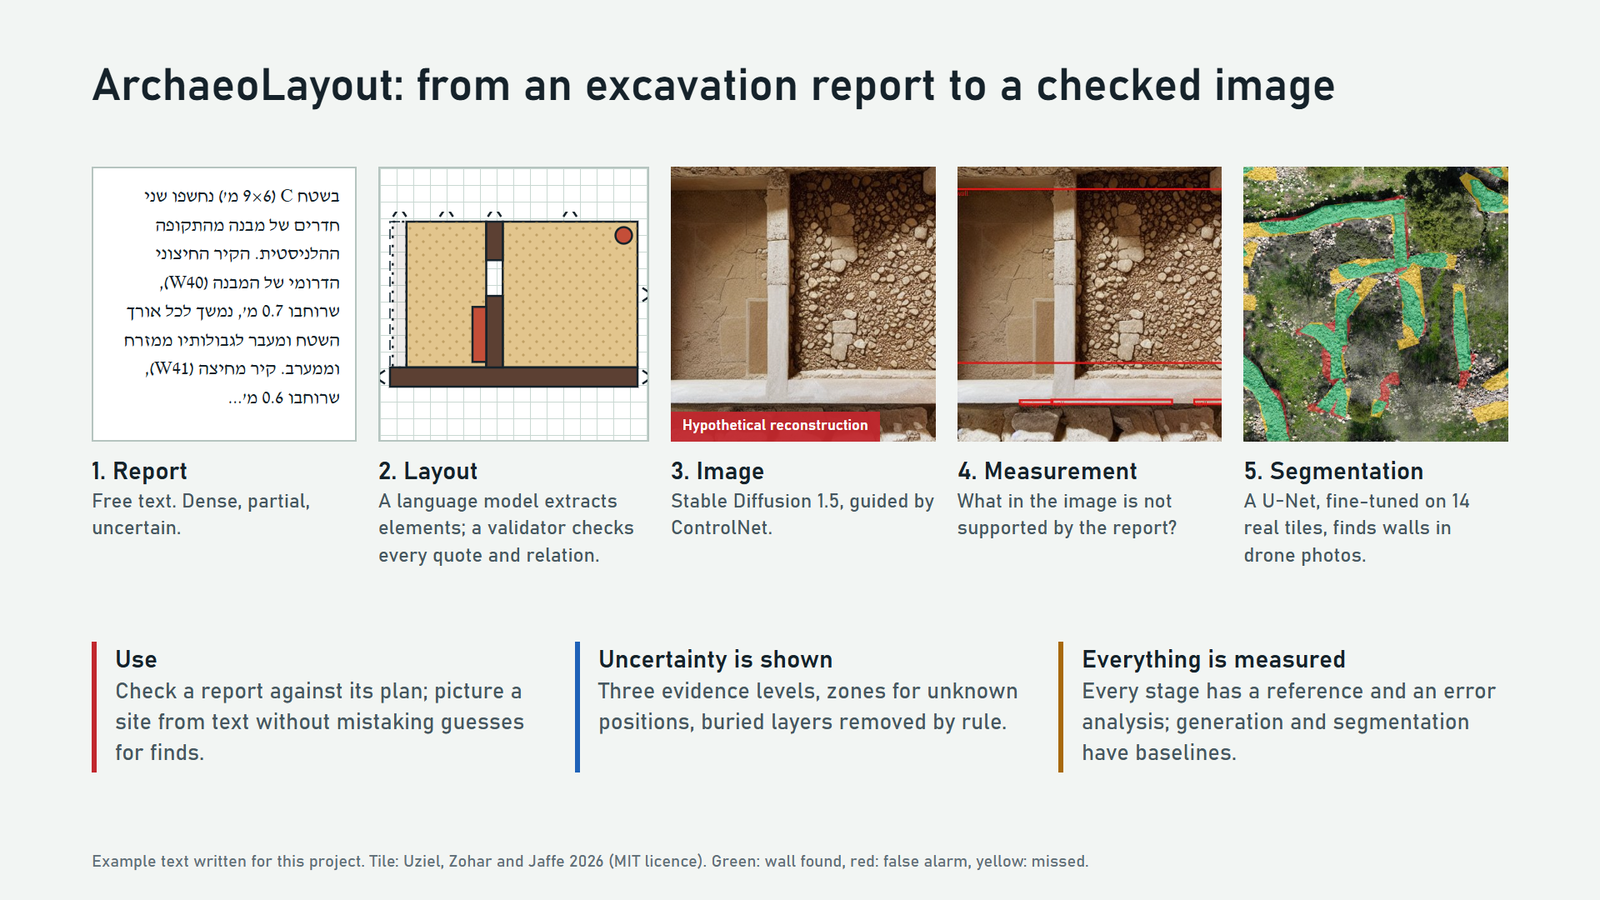 ArchaeoLayout: from an excavation report to a checked image
בשטח C (9×6 מ') נחשפו שני
חדרים של מבנה מהתקופה
ההלניסטית. הקיר החיצוני
הדרומי של המבנה (W40),
שרוחבו 0.7 מ', נמשך לכל אורך
השטח ומעבר לגבולותיו ממזרח
וממערב. קיר מחיצה (W41),
שרוחבו 0.6 מ'...
Hypothetical reconstruction
1. Report
Free text. Dense, partial,
uncertain.
2. Layout
A language model extracts
elements; a validator checks
every quote and relation.
3. Image
Stable Diffusion 1.5, guided by
ControlNet.
4. Measurement
What in the image is not
supported by the report?
5. Segmentation
A U-Net, fine-tuned on 14
real tiles, finds walls in
drone photos.
Use
Check a report against its plan; picture a
site from text without mistaking guesses
for finds.
Uncertainty is shown
Three evidence levels, zones for unknown
positions, buried layers removed by rule.
Everything is measured
Every stage has a reference and an error
analysis; generation and segmentation
have baselines.
Example text written for this project. Tile: Uziel, Zohar and Jaffe 2026 (MIT licence). Green: wall found, red: false alarm, yellow: missed.